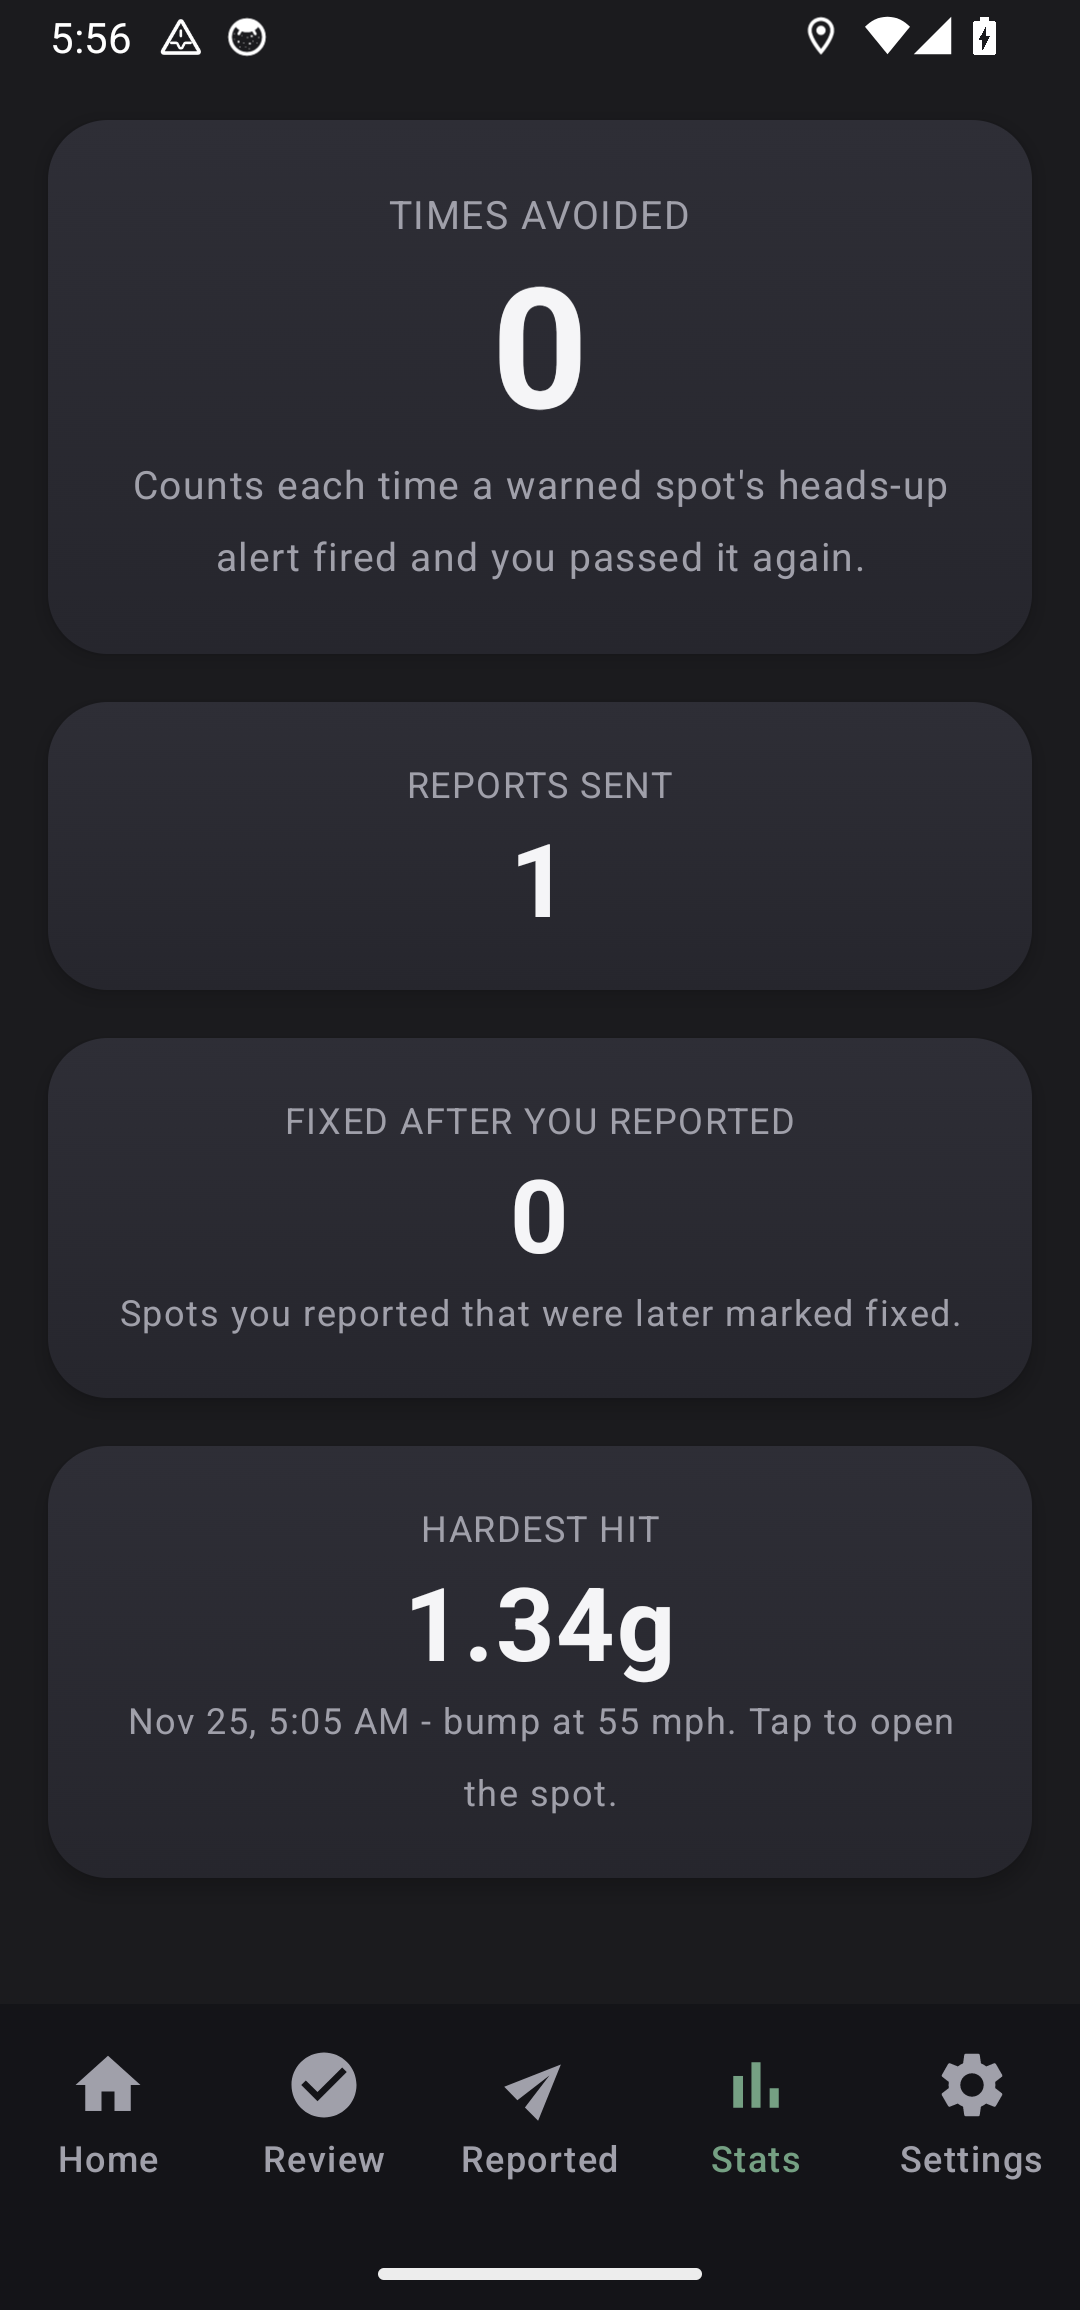 5:56
TIMES AVOIDED
0
Counts each time a warned spot's heads-up
alert fired and you passed it again.
REPORTS SENT
1
FIXED AFTER YOU REPORTED
0
Spots you reported that were later marked fixed.
HARDEST HIT
1.34g
Nov 25, 5:05 AM - bump at 55 mph. Tap to open
the spot.
Home
Review
Reported
Stats
Settings